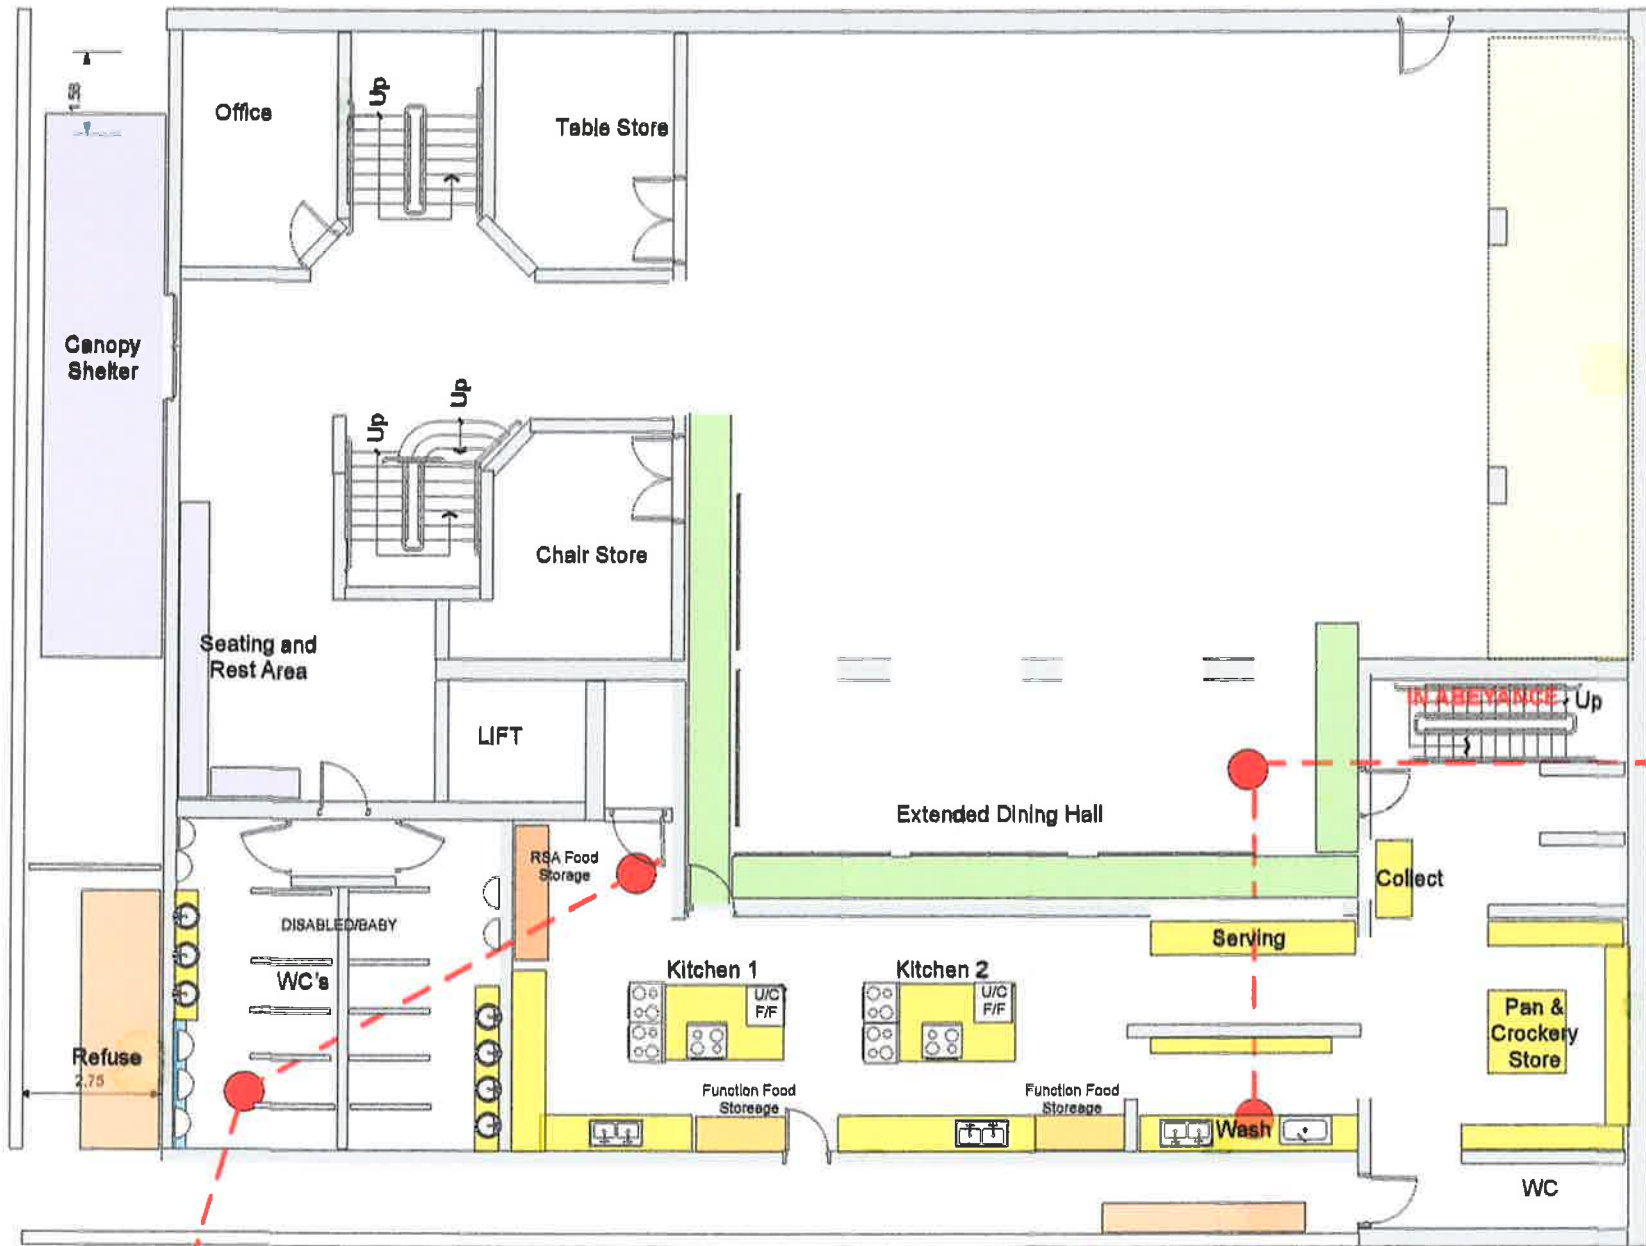 1.58
Office
Up
Table Store
Canopy
Shelter
Up
Up
Chair Store
Seating and
Rest Area
LIFT
IN ABEYANCE
Up
Extended Dining Hall
RSA Food
Storage
Collect
DISABLED/BABY
WC's
Serving
Kitchen 1
Kitchen 2
U/C
F/F
U/C
F/F
Pan &
Crockery
Store
Refuse
2.75
Function Food
Storeage
Function Food
Storeage
Wash
WC